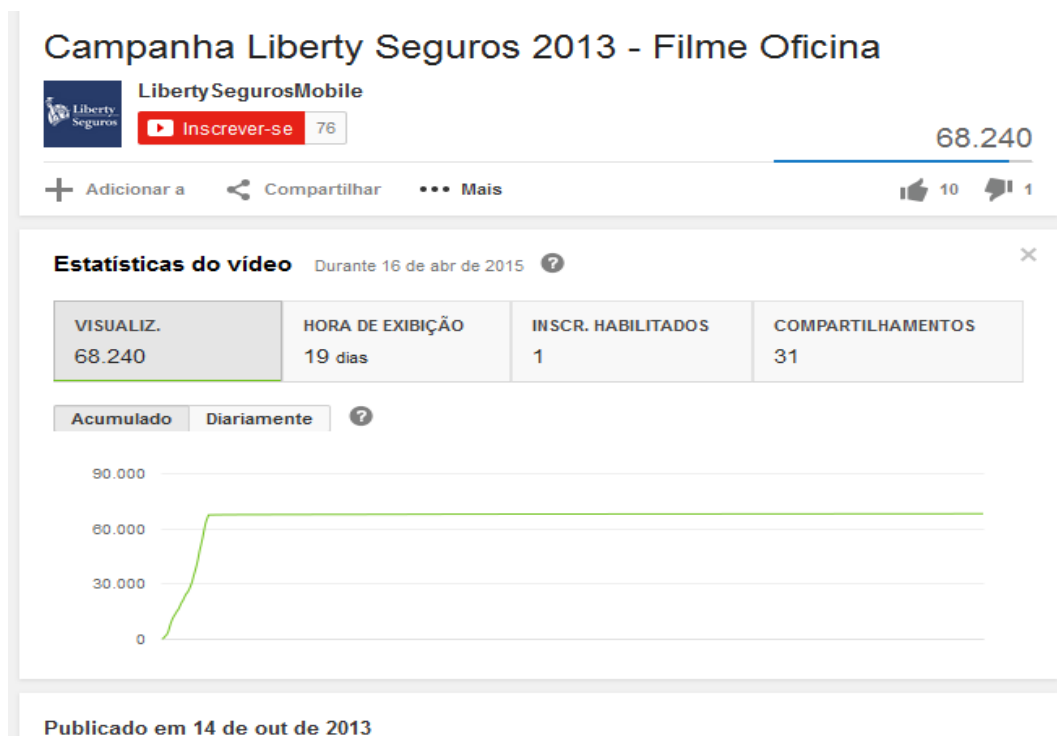 Campanha Liberty Seguros 2013 - Filme Oficina
Liberty
Seguros
LibertySegurosMobile
Inscrever-se 76
68.240
Adicionar a Compartilhar ••• Mais 10 1
Estatísticas do vídeo Durante 16 de abr de 2015 ?
VISUALIZ. HORA DE EXIBIÇÃO INSCR. HABILITADOS COMPARTILHAMENTOS
68.240 19 dias 1 31
Acumulado Diariamente ?
90.000
60.000
30.000
0
Publicado em 14 de out de 2013